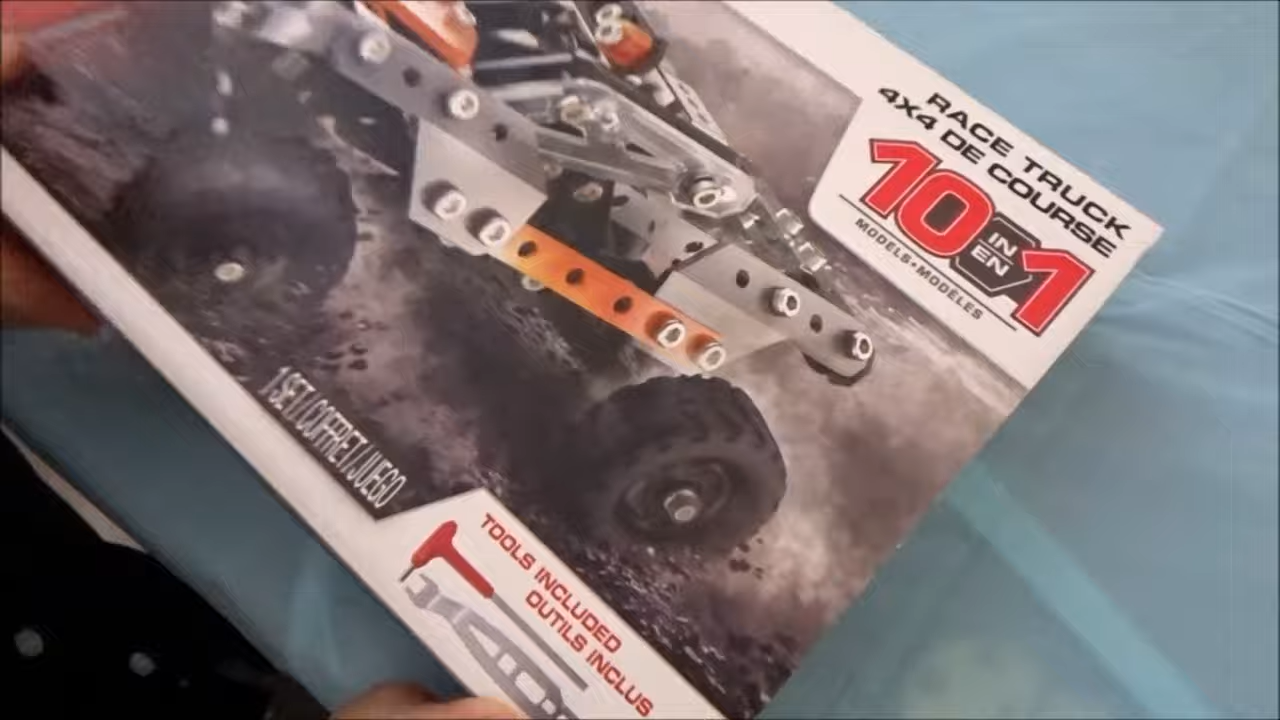 RACE TRUCK
4X4 DE COURSE
10 IN EN 1
MODELS • MODÈLES
1 SET / COFFRET / JUEGO
TOOLS INCLUDED
OUTILS INCLUS